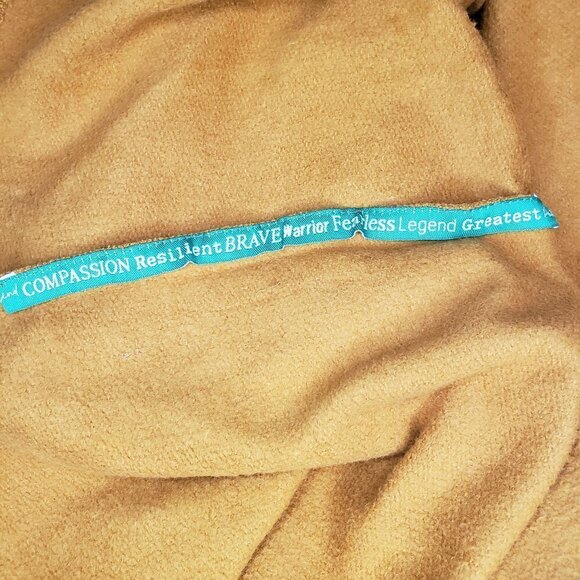 COMPASSION Resilient BRAVE Warrior Fearless Legend Greatest